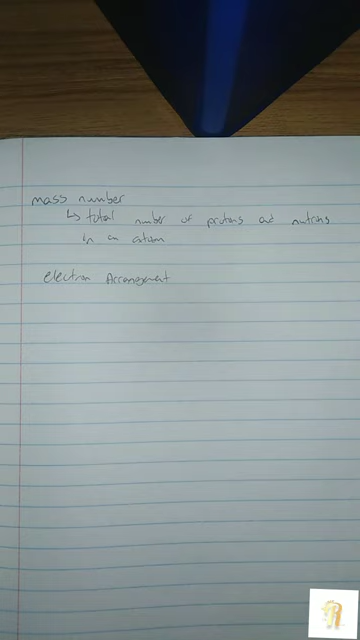 mass number
↳ total number of protons and nutrons
in an atom
electron Arrangement